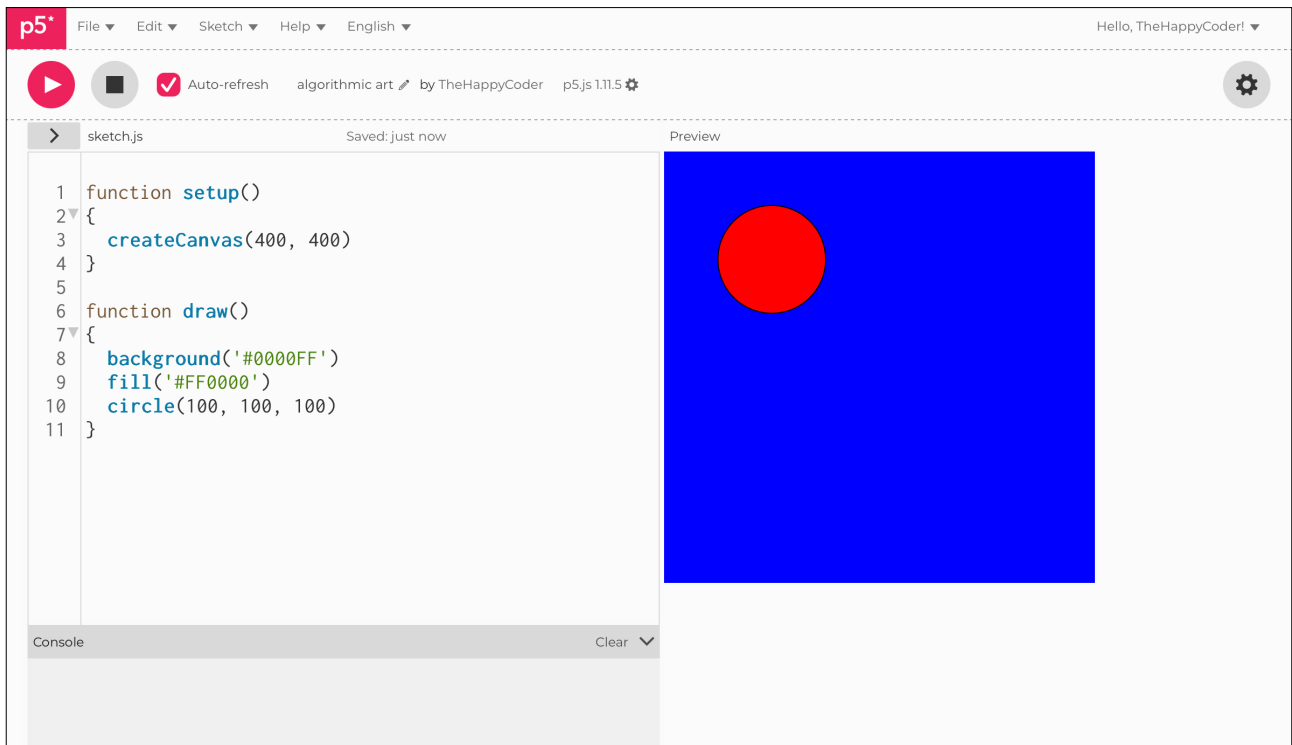 p5* File Edit Sketch Help English Hello, TheHappyCoder!
Auto-refresh algorithmic art by TheHappyCoder p5.js 1.11.5
sketch.js Saved: just now Preview
1 function setup()
2 {
3   createCanvas(400, 400)
4 }
5
6 function draw()
7 {
8   background('#0000FF')
9   fill('#FF0000')
10   circle(100, 100, 100)
11 }
Console Clear